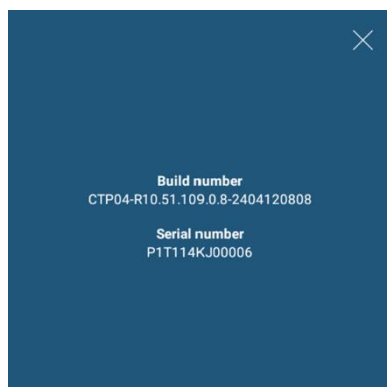 Build number
CTP04-R10.51.109.0.8-2404120808
Serial number
P1T114KJ00006